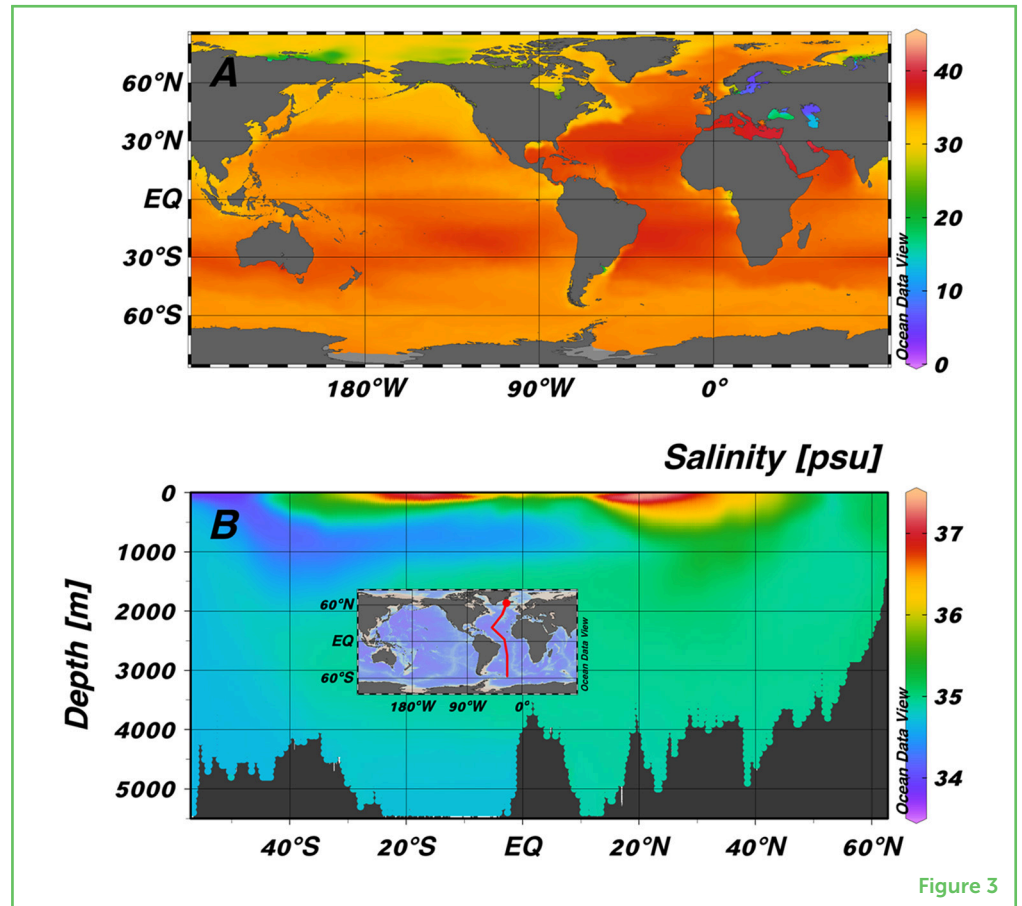 A
60°N
30°N
EQ
30°S
60°S
180°W 90°W 0°
40
30
20
10
0
Ocean Data View
Salinity [psu]
B
0
1000
2000
3000
4000
5000
Depth [m]
60°N
EQ
60°S
180°W 90°W 0°
Ocean Data View
37
36
35
34
Ocean Data View
40°S 20°S EQ 20°N 40°N 60°N
Figure 3